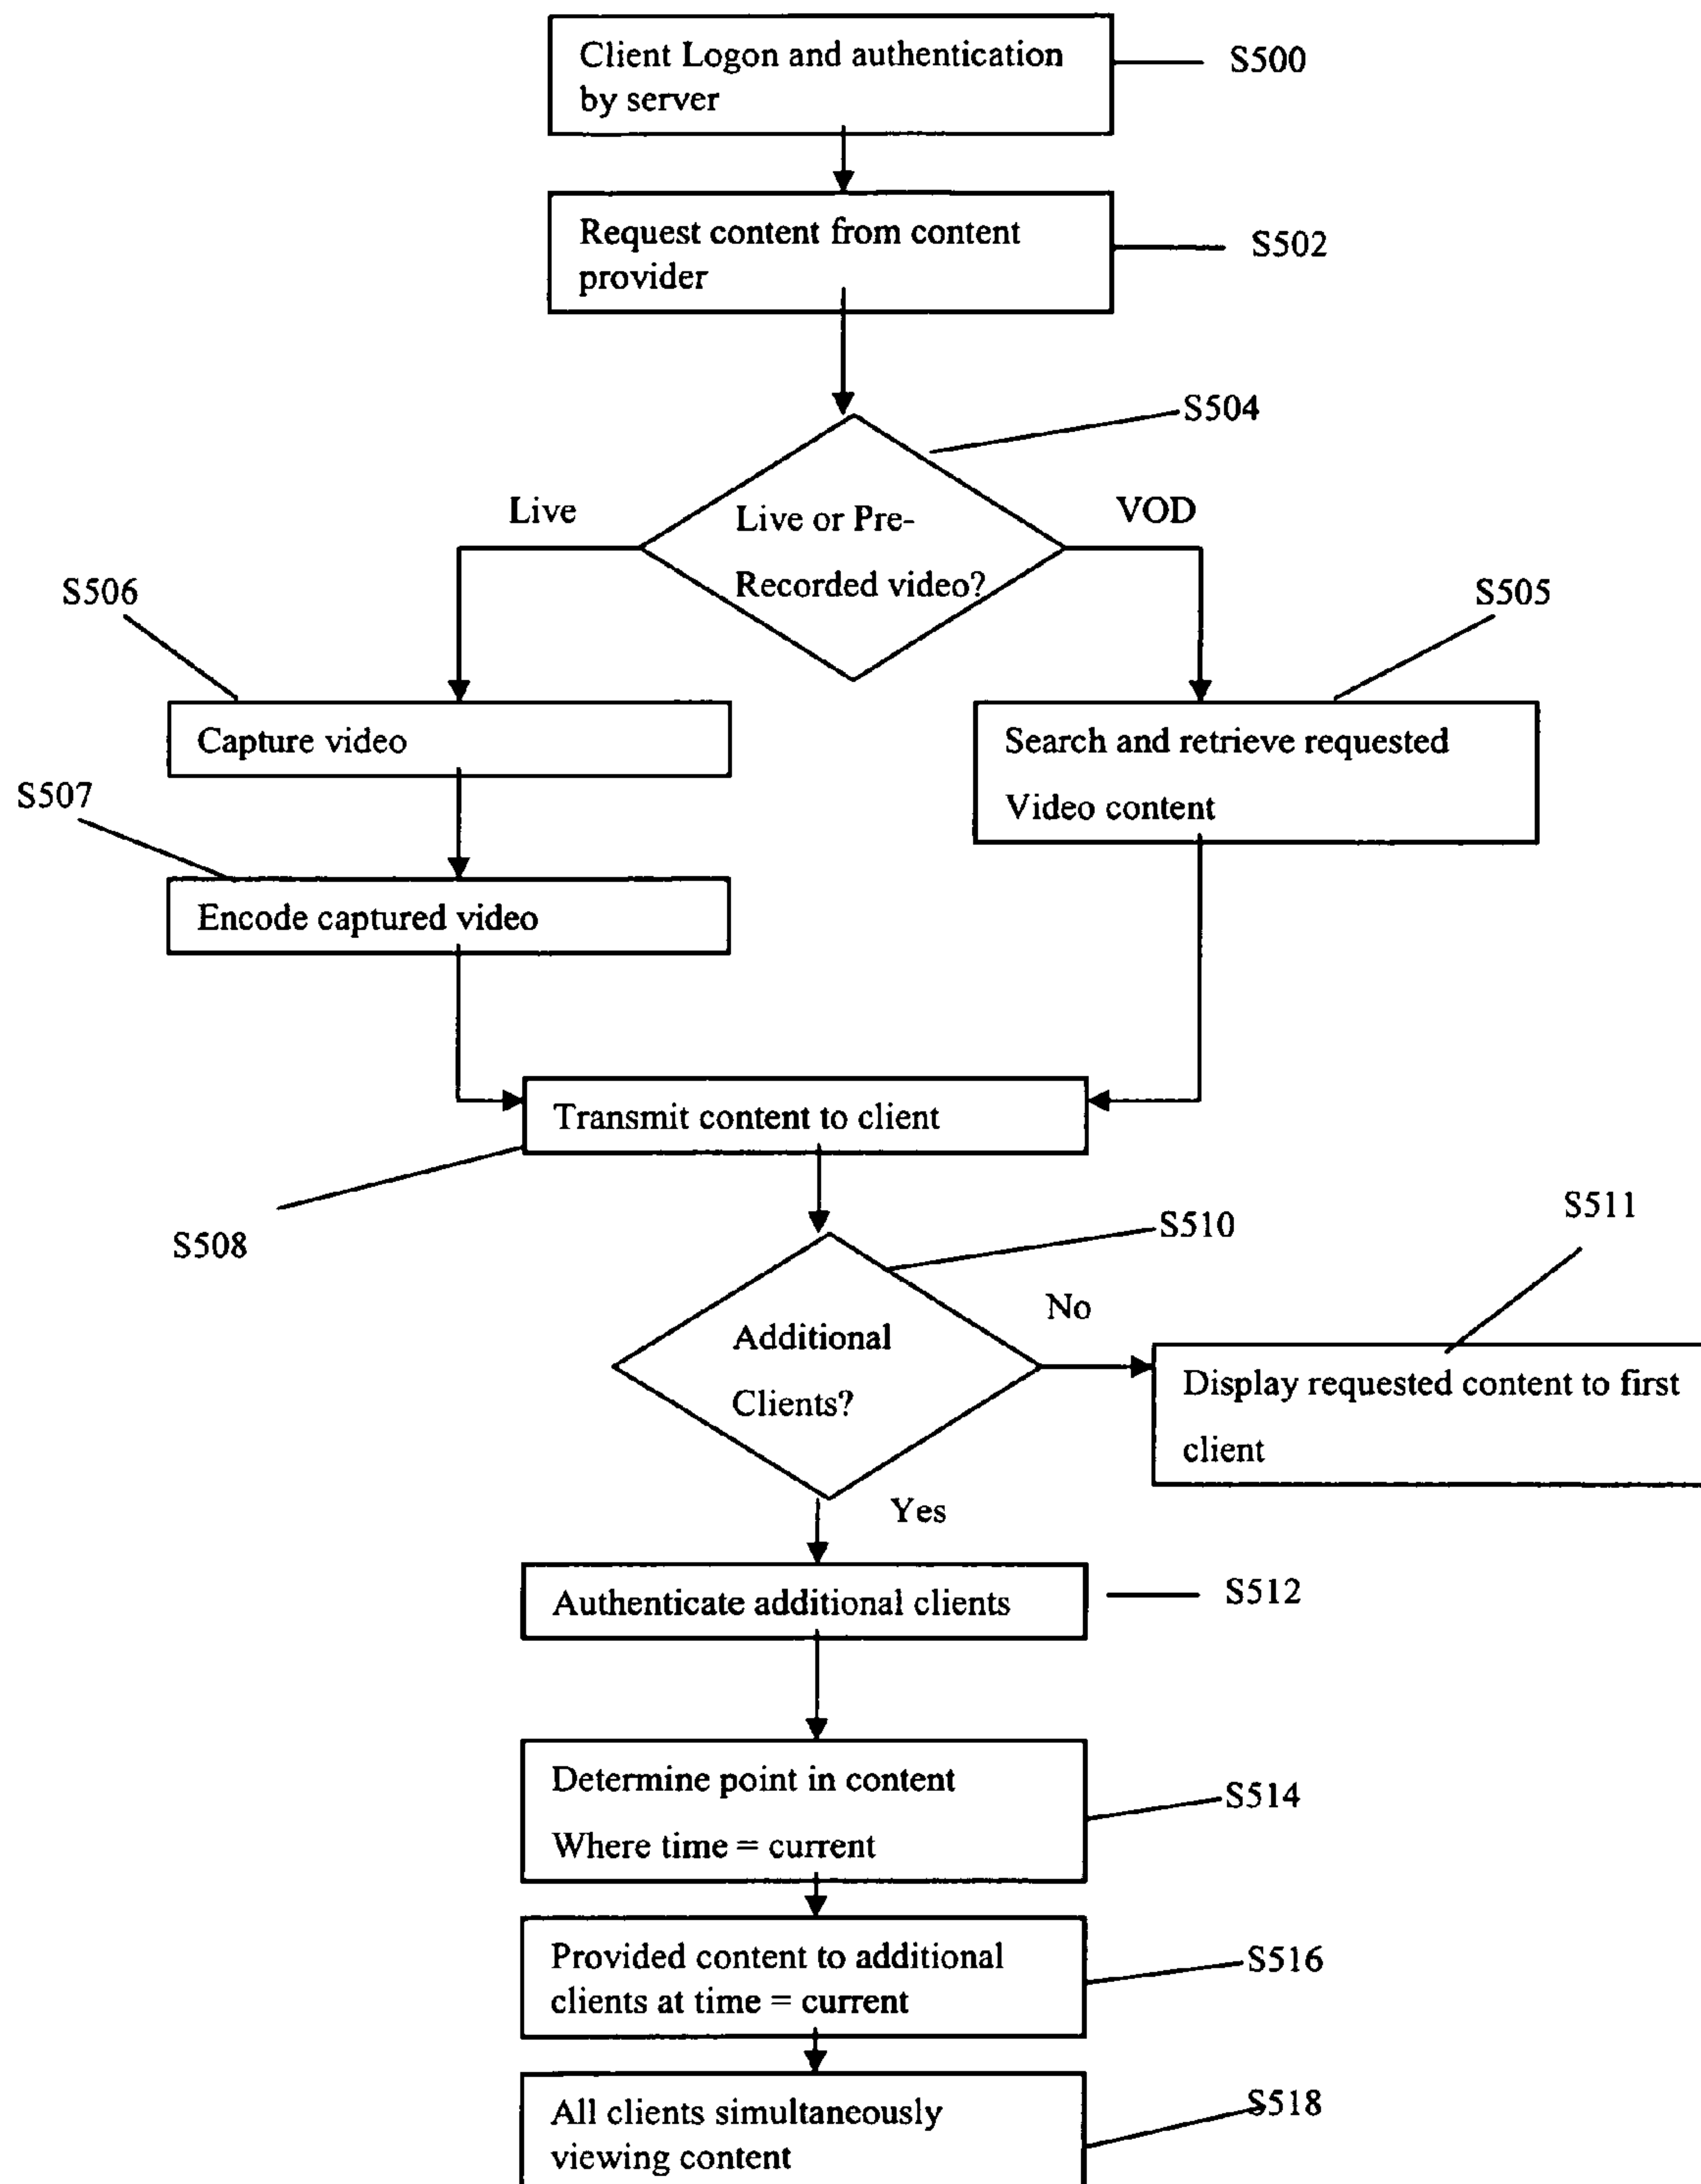 Client Logon and authentication
by server
S500
Request content from content
provider
S502
S504
Live
Live or Pre-
Recorded video?
VOD
S506
S505
Capture video
Search and retrieve requested
Video content
S507
Encode captured video
Transmit content to client
S508
S510
S511
No
Additional
Clients?
Display requested content to first
client
Yes
Authenticate additional clients
S512
Determine point in content
Where time = current
S514
Provided content to additional
clients at time = current
S516
All clients simultaneously
viewing content
S518